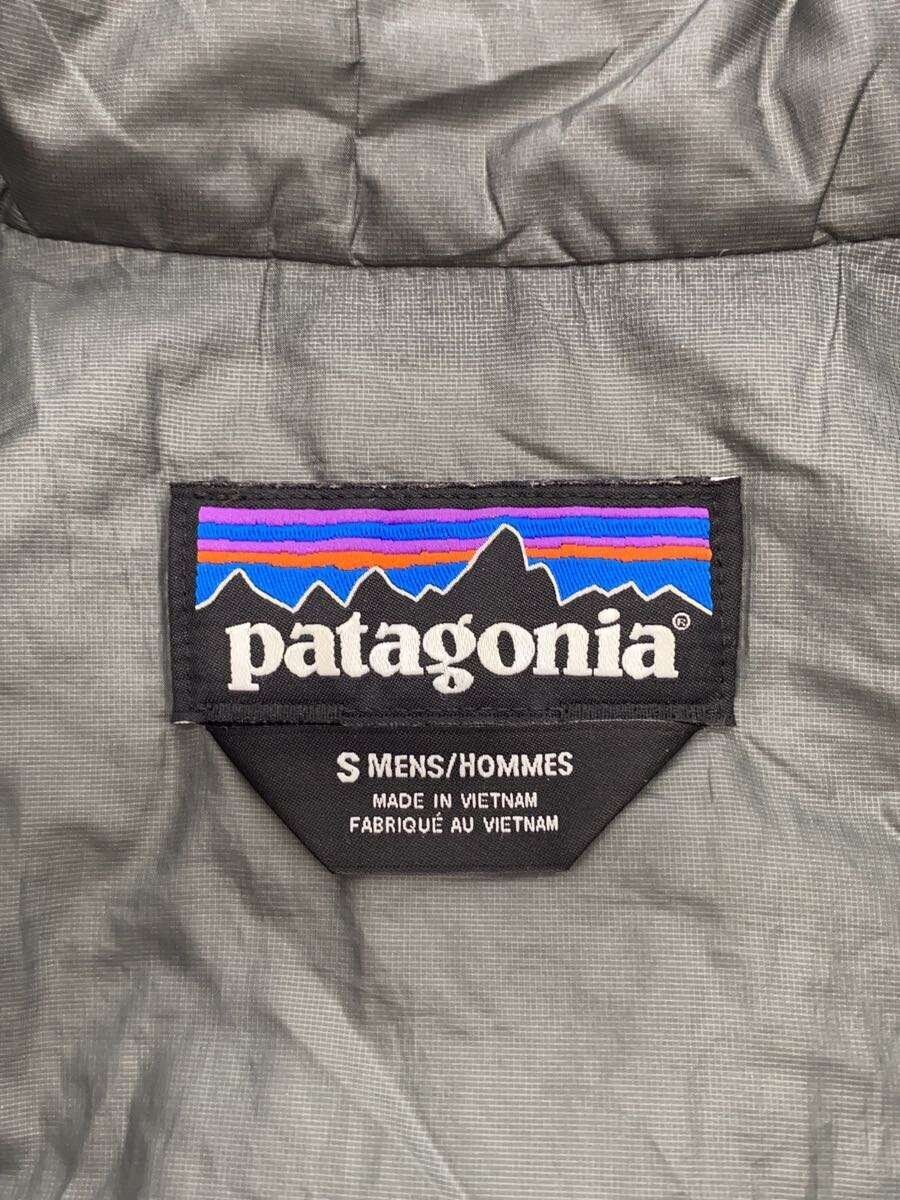 patagonia®
S MENS/HOMMES
MADE IN VIETNAM
FABRIQUÉ AU VIETNAM